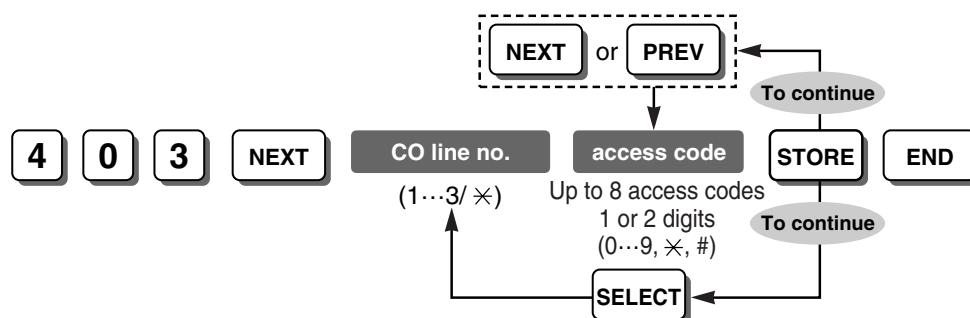 NEXT or PREV
To continue
4 0 3 NEXT CO line no. access code STORE END
(1···3/ ✳)
Up to 8 access codes
1 or 2 digits
(0···9, ✳, #)
To continue
SELECT